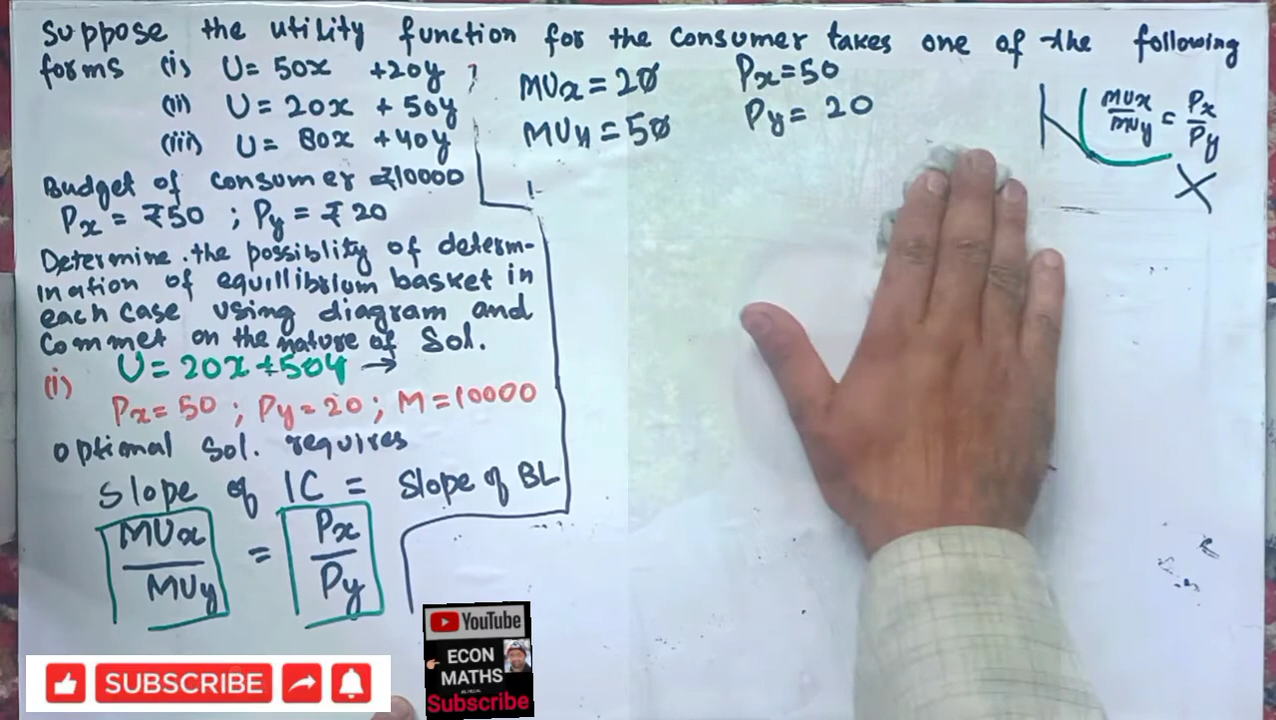 Suppose the utility function for the consumer takes one of the following
forms (i) U= 50x +20y
(ii) U= 20x + 50y
(iii) U= 80x +40y
Budget of consumer = ₹10000
Px = ₹50 ; Py = ₹ 20
Determine the possiblity of determ-
ination of equillibrium basket in
each case using diagram and
Commet on the nature of Sol.
U= 20x+50y →
(i)
Px= 50 ; Py= 20 ; M=10000
optimal Sol. requires
Slope of IC = Slope of BL
MUx
MUy
=
Px
Py
MUx = 20
MUy = 50
Px=50
Py= 20
MUx
MUy
=
Px
Py
X
YouTube
ECON
MATHS
Subscribe
SUBSCRIBE